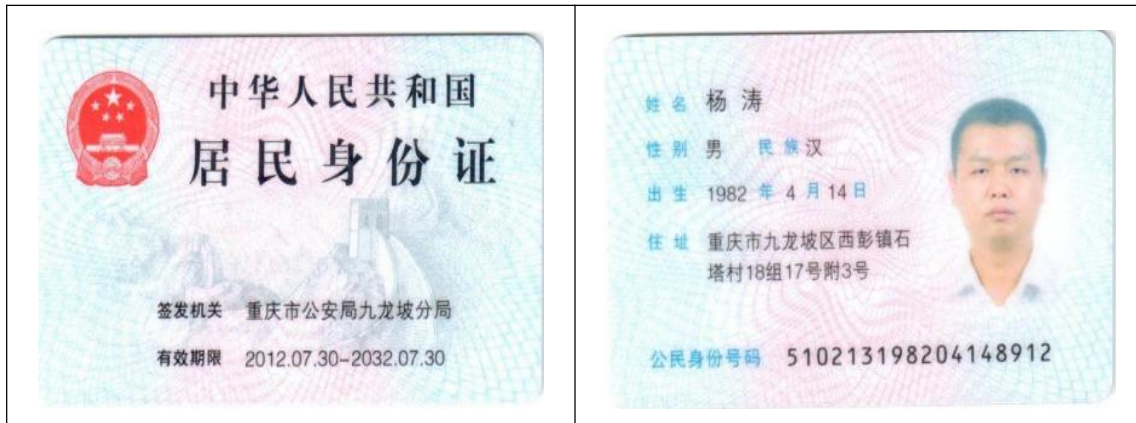 中华人民共和国
居民身份证
签发机关 重庆市公安局九龙坡分局
有效期限 2012.07.30-2032.07.30
姓名 杨涛
性别 男 民族 汉
出生 1982 年 4 月 14 日
住址 重庆市九龙坡区西彭镇石
塔村18组17号附3号
公民身份号码 510213198204148912